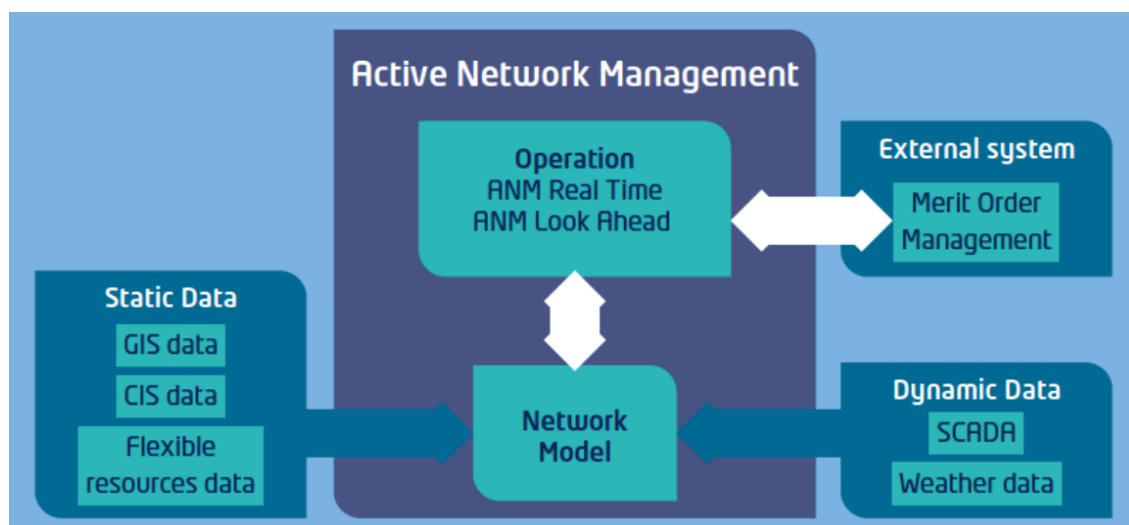 Active Network Management
Operation
ANM Real Time
ANM Look Ahead
External system
Merit Order
Management
Static Data
GIS data
CIS data
Flexible
resources data
Network
Model
Dynamic Data
SCADA
Weather data